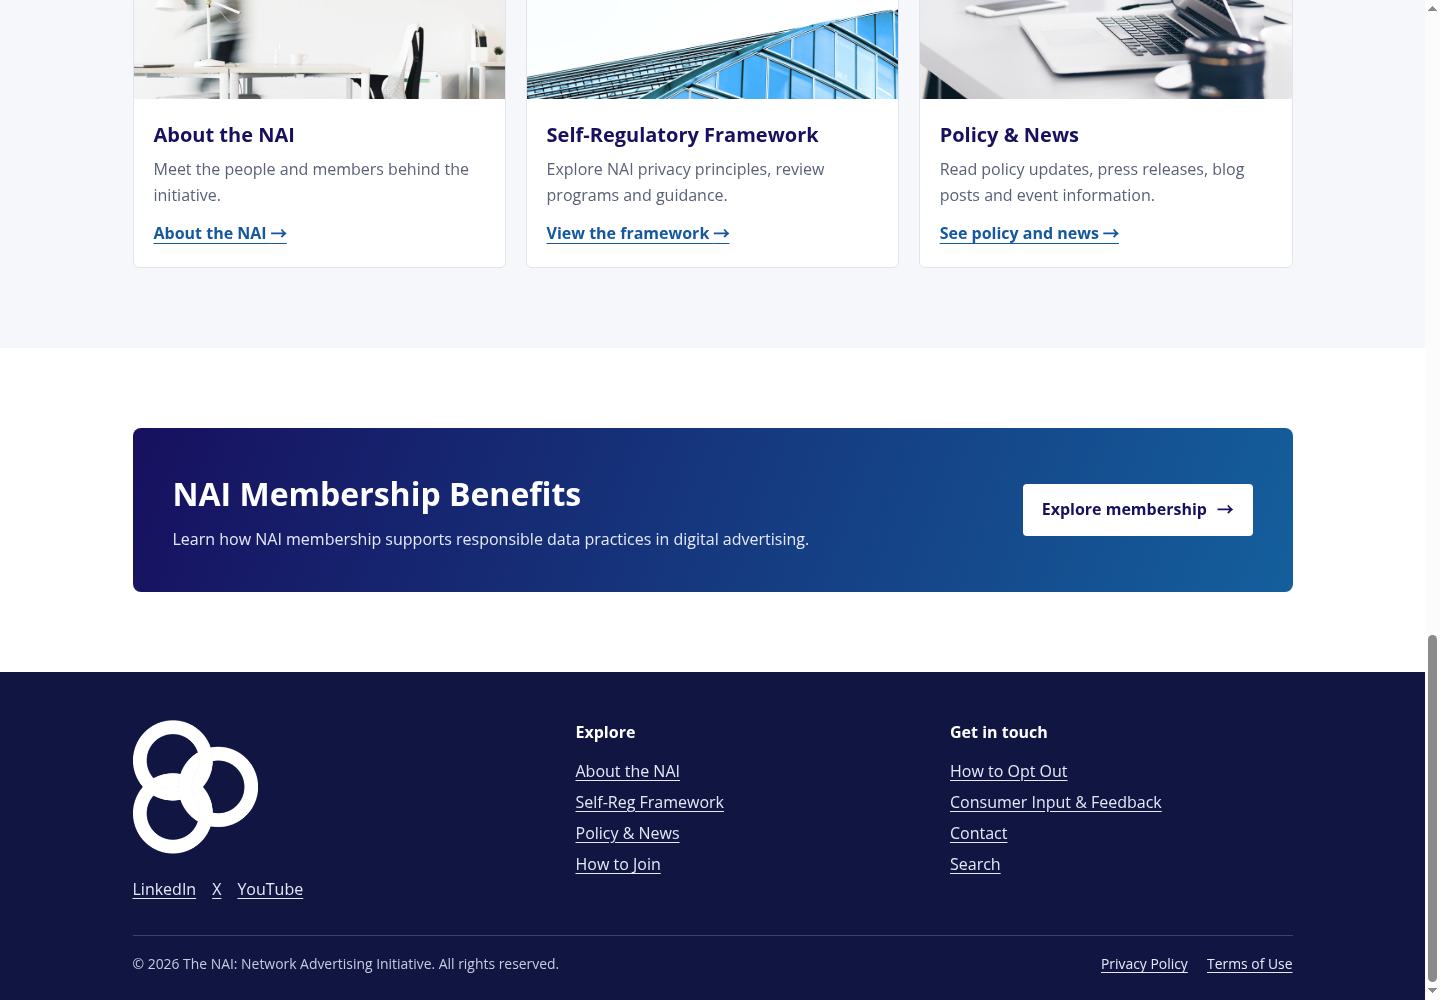 About the NAI
Meet the people and members behind the
initiative.
About the NAI →
Self-Regulatory Framework
Explore NAI privacy principles, review
programs and guidance.
View the framework →
Policy & News
Read policy updates, press releases, blog
posts and event information.
See policy and news →
NAI Membership Benefits
Learn how NAI membership supports responsible data practices in digital advertising.
Explore membership →
LinkedIn X YouTube
Explore
About the NAI
Self-Reg Framework
Policy & News
How to Join
Get in touch
How to Opt Out
Consumer Input & Feedback
Contact
Search
© 2026 The NAI: Network Advertising Initiative. All rights reserved.
Privacy Policy Terms of Use